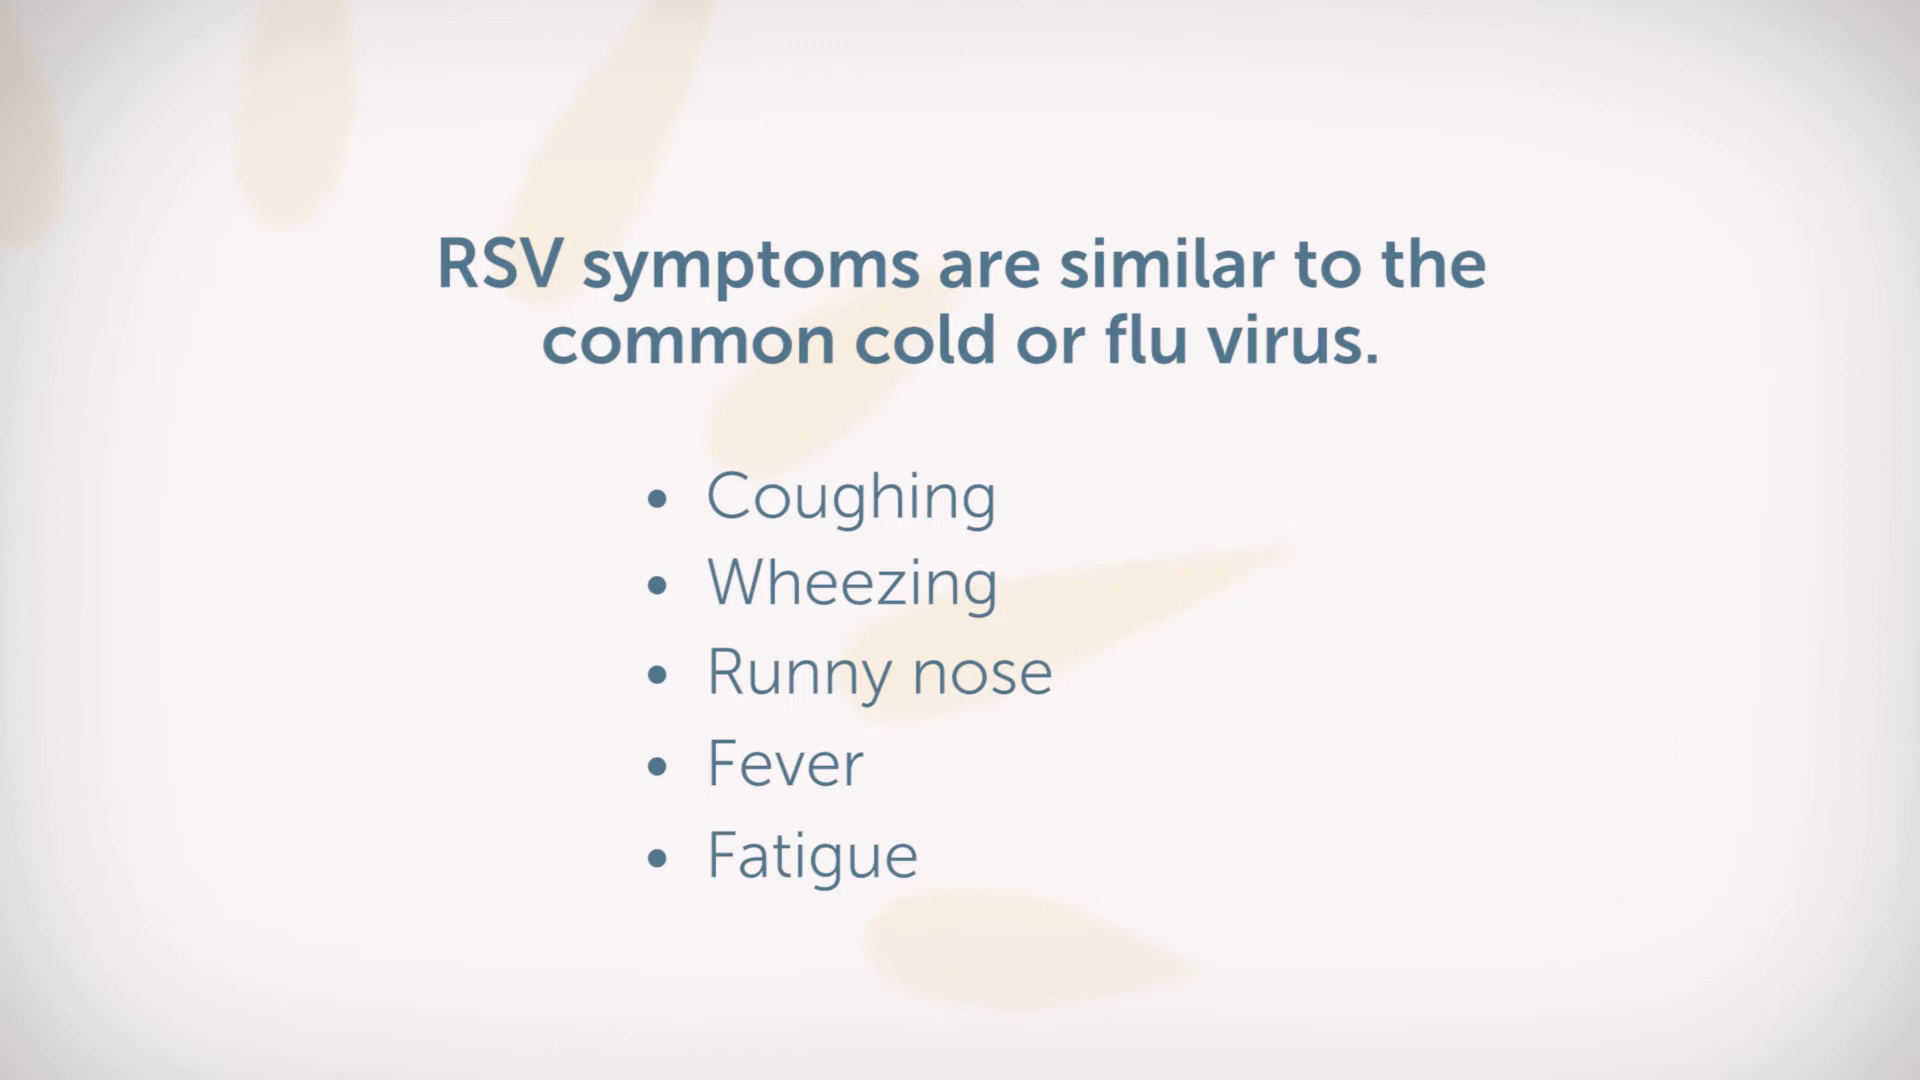 RSV symptoms are similar to the
common cold or flu virus.
• Coughing
• Wheezing
• Runny nose
• Fever
• Fatigue